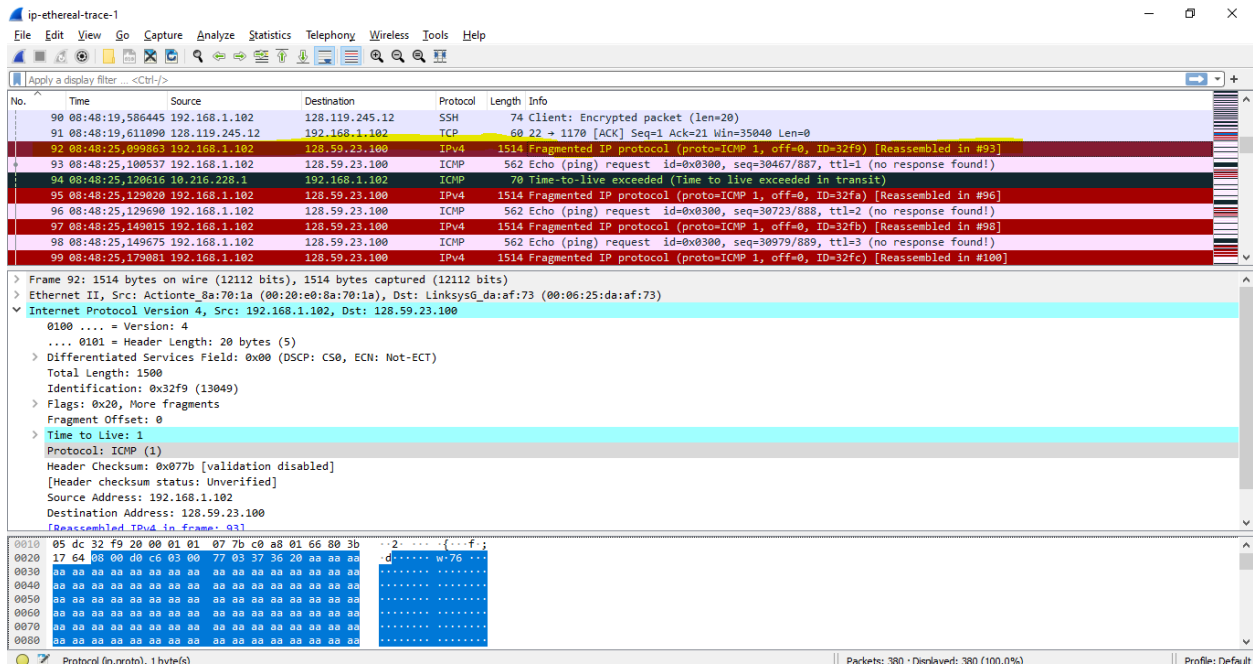 ip-ethereal-trace-1
File Edit View Go Capture Analyze Statistics Telephony Wireless Tools Help
Apply a display filter ... <Ctrl-/>
No. Time Source Destination Protocol Length Info
90 08:48:19,586445 192.168.1.102 128.119.245.12 SSH 74 Client: Encrypted packet (len=20)
91 08:48:19,611090 128.119.245.12 192.168.1.102 TCP 60 22 → 1170 [ACK] Seq=1 Ack=21 Win=35040 Len=0
92 08:48:25,099863 192.168.1.102 128.59.23.100 IPv4 1514 Fragmented IP protocol (proto=ICMP 1, off=0, ID=32f9) [Reassembled in #93]
93 08:48:25,100537 192.168.1.102 128.59.23.100 ICMP 562 Echo (ping) request id=0x0300, seq=30467/887, ttl=1 (no response found!)
94 08:48:25,120616 10.216.228.1 192.168.1.102 ICMP 70 Time-to-live exceeded (Time to live exceeded in transit)
95 08:48:25,129020 192.168.1.102 128.59.23.100 IPv4 1514 Fragmented IP protocol (proto=ICMP 1, off=0, ID=32fa) [Reassembled in #96]
96 08:48:25,129690 192.168.1.102 128.59.23.100 ICMP 562 Echo (ping) request id=0x0300, seq=30723/888, ttl=2 (no response found!)
97 08:48:25,149015 192.168.1.102 128.59.23.100 IPv4 1514 Fragmented IP protocol (proto=ICMP 1, off=0, ID=32fb) [Reassembled in #98]
98 08:48:25,149675 192.168.1.102 128.59.23.100 ICMP 562 Echo (ping) request id=0x0300, seq=30979/889, ttl=3 (no response found!)
99 08:48:25,179081 192.168.1.102 128.59.23.100 IPv4 1514 Fragmented IP protocol (proto=ICMP 1, off=0, ID=32fc) [Reassembled in #100]
Frame 92: 1514 bytes on wire (12112 bits), 1514 bytes captured (12112 bits)
Ethernet II, Src: Actionte_8a:70:1a (00:20:e0:8a:70:1a), Dst: LinksysG_da:af:73 (00:06:25:da:af:73)
Internet Protocol Version 4, Src: 192.168.1.102, Dst: 128.59.23.100
0100 .... = Version: 4
.... 0101 = Header Length: 20 bytes (5)
Differentiated Services Field: 0x00 (DSCP: CS0, ECN: Not-ECT)
Total Length: 1500
Identification: 0x32f9 (13049)
Flags: 0x20, More fragments
Fragment Offset: 0
Time to Live: 1
Protocol: ICMP (1)
Header Checksum: 0x077b [validation disabled]
[Header checksum status: Unverified]
Source Address: 192.168.1.102
Destination Address: 128.59.23.100
[Reassembled IPv4 in frame: 93]
0010 05 dc 32 f9 20 00 01 01 07 7b c0 a8 01 66 80 3b ··2· ···· ·{···f·;
0020 17 64 08 00 d0 c6 03 00 77 03 37 36 20 aa aa aa ·d······ w·76 ···
0030 aa aa aa aa aa aa aa aa aa aa aa aa aa aa aa aa ········ ········
0040 aa aa aa aa aa aa aa aa aa aa aa aa aa aa aa aa ········ ········
0050 aa aa aa aa aa aa aa aa aa aa aa aa aa aa aa aa ········ ········
0060 aa aa aa aa aa aa aa aa aa aa aa aa aa aa aa aa ········ ········
0070 aa aa aa aa aa aa aa aa aa aa aa aa aa aa aa aa ········ ········
0080 aa aa aa aa aa aa aa aa aa aa aa aa aa aa aa aa ········ ········
Protocol (ip.proto), 1 byte(s) Packets: 380 · Displayed: 380 (100.0%) Profile: Default